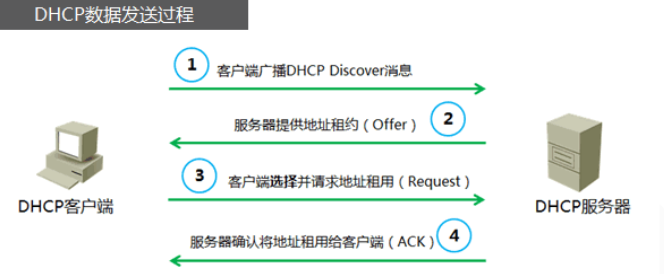 DHCP数据发送过程
1 客户端广播DHCP Discover消息
服务器提供地址租约（Offer） 2
3 客户端选择并请求地址租用（Request）
DHCP客户端
DHCP服务器
服务器确认将地址租用给客户端（ACK） 4